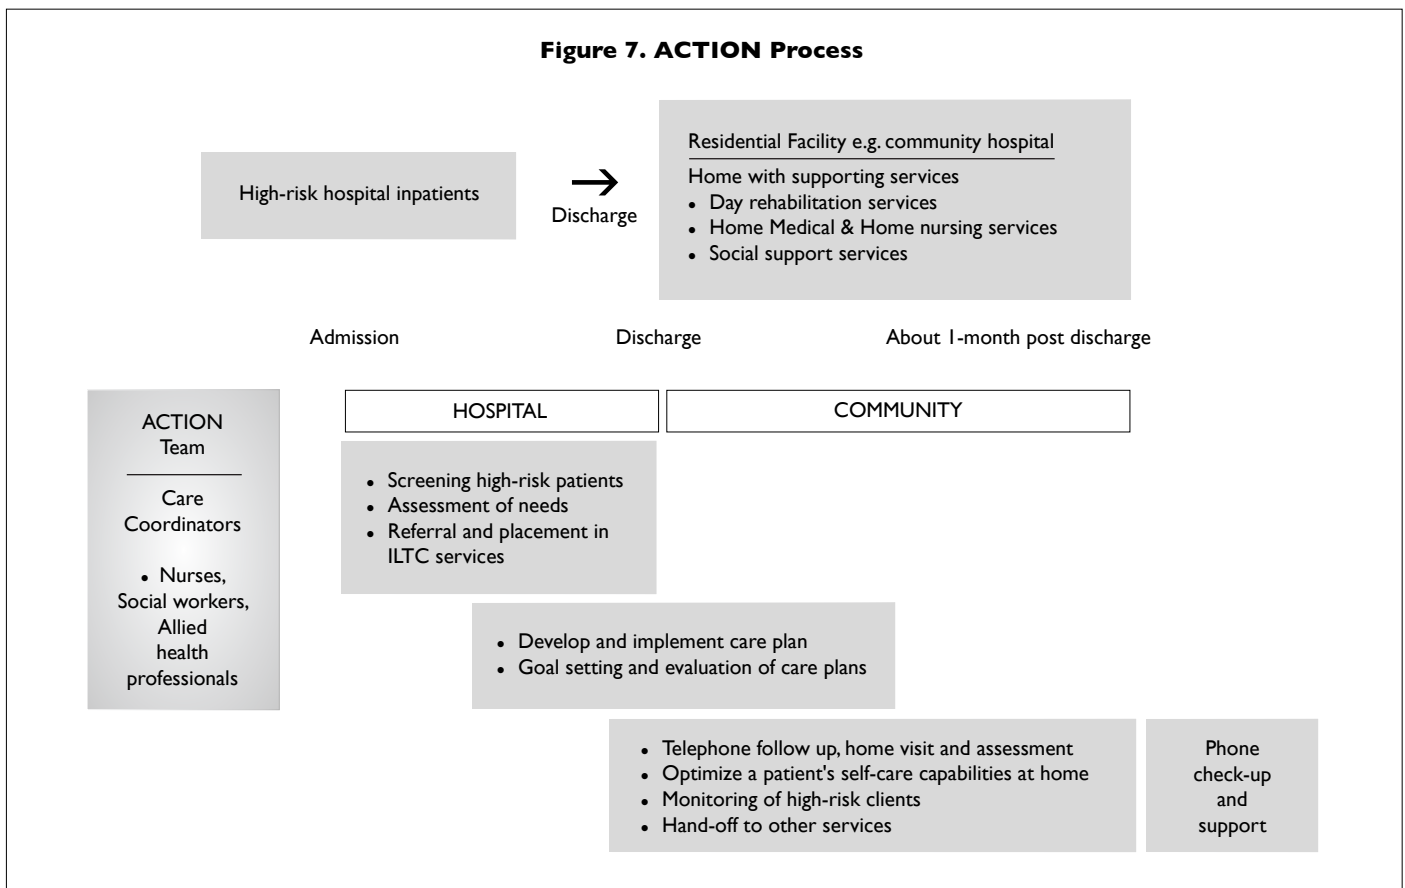 Figure 7. ACTION Process
High-risk hospital inpatients
→
Discharge
Residential Facility e.g. community hospital
Home with supporting services
• Day rehabilitation services
• Home Medical & Home nursing services
• Social support services
Admission
Discharge
About 1-month post discharge
ACTION
Team
Care
Coordinators
• Nurses,
Social workers,
Allied
health
professionals
HOSPITAL
COMMUNITY
• Screening high-risk patients
• Assessment of needs
• Referral and placement in
ILTC services
• Develop and implement care plan
• Goal setting and evaluation of care plans
• Telephone follow up, home visit and assessment
• Optimize a patient's self-care capabilities at home
• Monitoring of high-risk clients
• Hand-off to other services
Phone
check-up
and
support